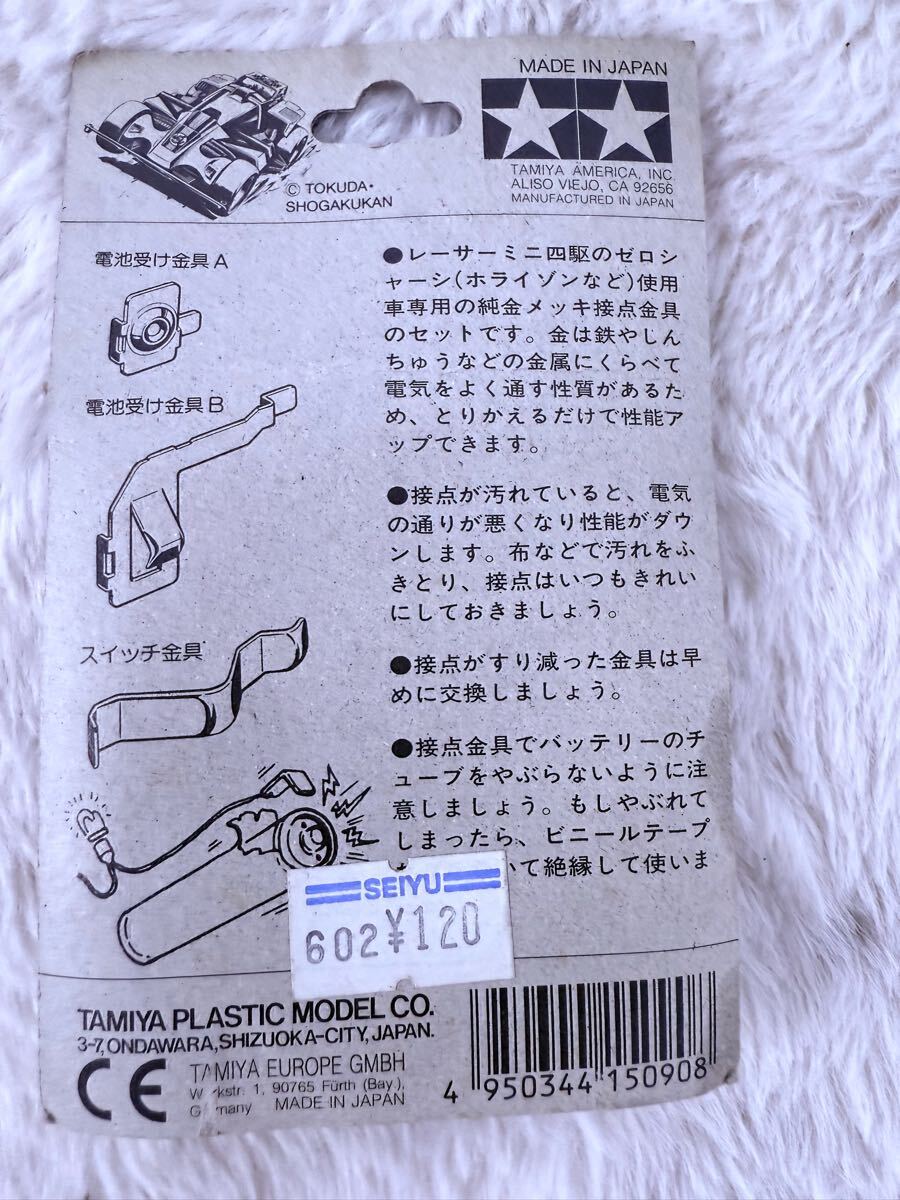 MADE IN JAPAN
TAMIYA AMERICA, INC.
ALISO VIEJO, CA 92656
MANUFACTURED IN JAPAN
© TOKUDA・
SHOGAKUKAN
電池受け金具A
電池受け金具B
スイッチ金具
●レーサーミニ四駆のゼロシ
ャーシ(ホライゾンなど)使用
車専用の純金メッキ接点金具
のセットです。金は鉄やしん
ちゅうなどの金属にくらべて
電気をよく通す性質があるた
め、とりかえるだけで性能ア
ップできます。
●接点が汚れていると、電気
の通りが悪くなり性能がダウ
ンします。布などで汚れをふ
きとり、接点はいつもきれい
にしておきましょう。
●接点がすり減った金具は早
めに交換しましょう。
●接点金具でバッテリーのチ
ューブをやぶらないように注
意しましょう。もしやぶれて
しまったら、ビニールテープ
いて絶縁して使いま
SEIYU
602¥120
TAMIYA PLASTIC MODEL CO.
3-7, ONDAWARA, SHIZUOKA-CITY, JAPAN.
CE
TAMIYA EUROPE GMBH
1, 90765 Fürth (Bay.),
Germany MADE IN JAPAN
4 950344 150908